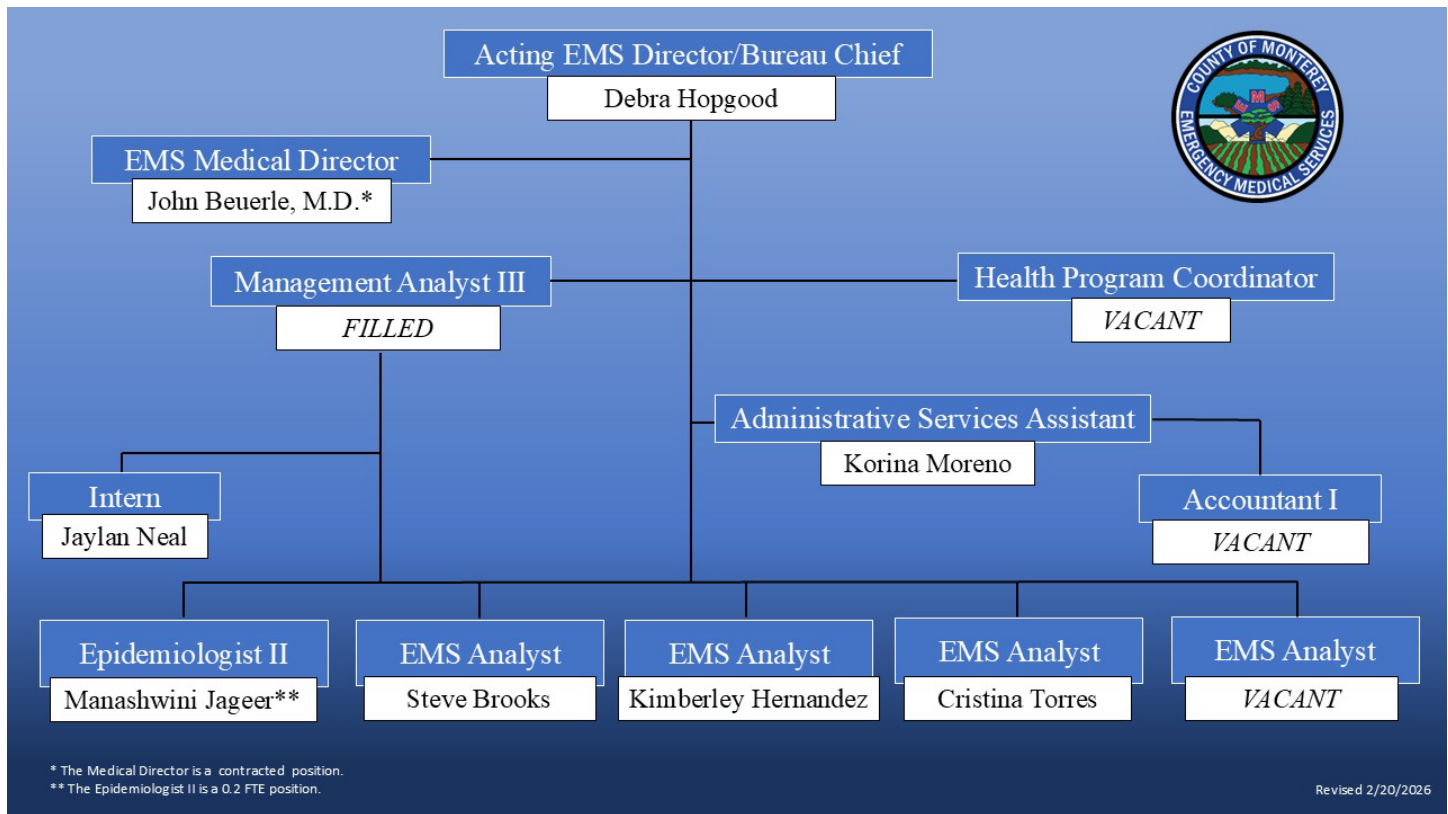 Acting EMS Director/Bureau Chief
Debra Hopgood
COUNTY OF MONTEREY
EMS
EMERGENCY MEDICAL SERVICES
EMS Medical Director
John Beuerle, M.D.*
Management Analyst III
FILLED
Health Program Coordinator
VACANT
Administrative Services Assistant
Korina Moreno
Intern
Jaylan Neal
Accountant I
VACANT
Epidemiologist II
Manashwini Jageer**
EMS Analyst
Steve Brooks
EMS Analyst
Kimberley Hernandez
EMS Analyst
Cristina Torres
EMS Analyst
VACANT
* The Medical Director is a contracted position.
** The Epidemiologist II is a 0.2 FTE position.
Revised 2/20/2026